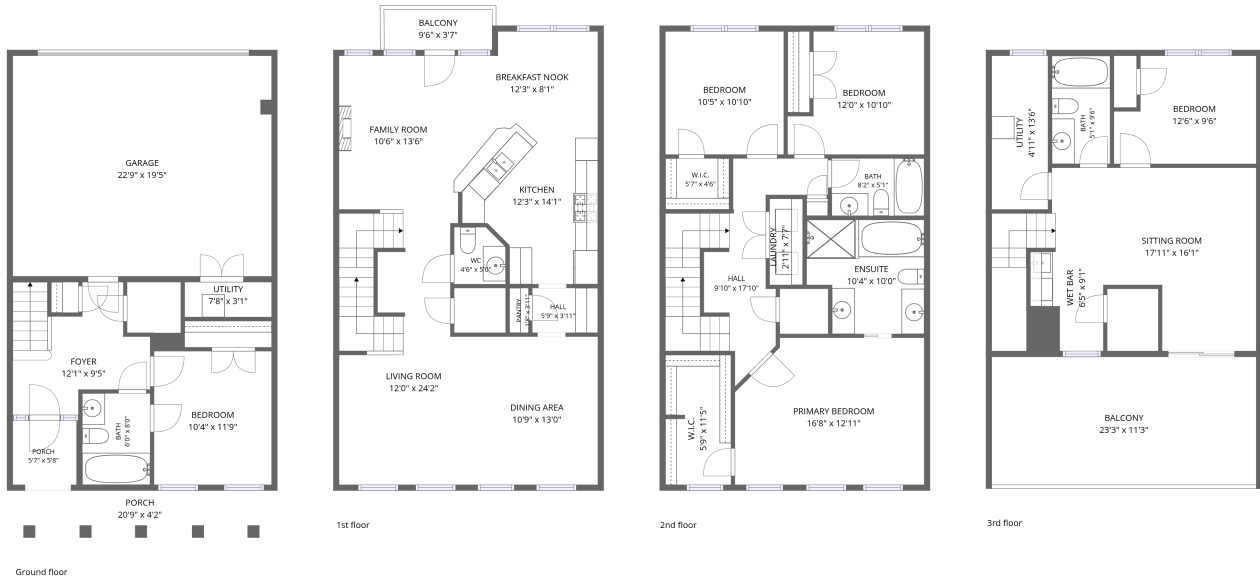 GARAGE
22'9" x 19'5"
UTILITY
7'8" x 3'1"
FOYER
12'1" x 9'5"
BATH
6'0" x 8'0"
BEDROOM
10'4" x 11'9"
PORCH
5'7" x 5'8"
PORCH
20'9" x 4'2"
Ground floor
BALCONY
9'6" x 3'7"
BREAKFAST NOOK
12'3" x 8'1"
FAMILY ROOM
10'6" x 13'6"
KITCHEN
12'3" x 14'1"
WC
4'6" x 5'0"
PANTRY
1'8" x 3'11"
HALL
5'9" x 3'11"
LIVING ROOM
12'0" x 24'2"
DINING AREA
10'9" x 13'0"
1st floor
BEDROOM
10'5" x 10'10"
BEDROOM
12'0" x 10'10"
W.I.C.
5'7" x 4'6"
BATH
8'2" x 5'1"
LAUNDRY
2'11" x 7'7"
ENSUITE
10'4" x 10'0"
HALL
9'10" x 17'10"
W.I.C.
5'9" x 11'5"
PRIMARY BEDROOM
16'8" x 12'11"
2nd floor
UTILITY
4'11" x 13'6"
BATH
5'1" x 9'6"
BEDROOM
12'6" x 9'6"
SITTING ROOM
17'11" x 16'1"
WET BAR
6'5" x 9'1"
BALCONY
23'3" x 11'3"
3rd floor